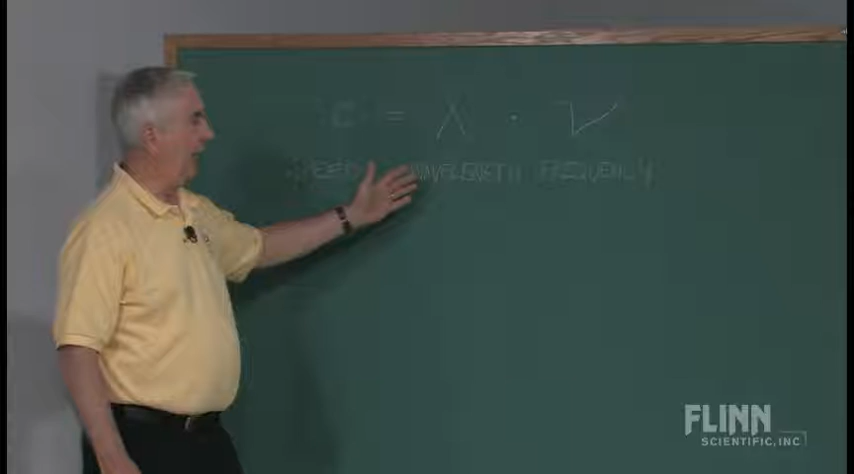 C = λ · ν
SPEED WAVELENGTH FREQUENCY
FLINN
SCIENTIFIC, INC